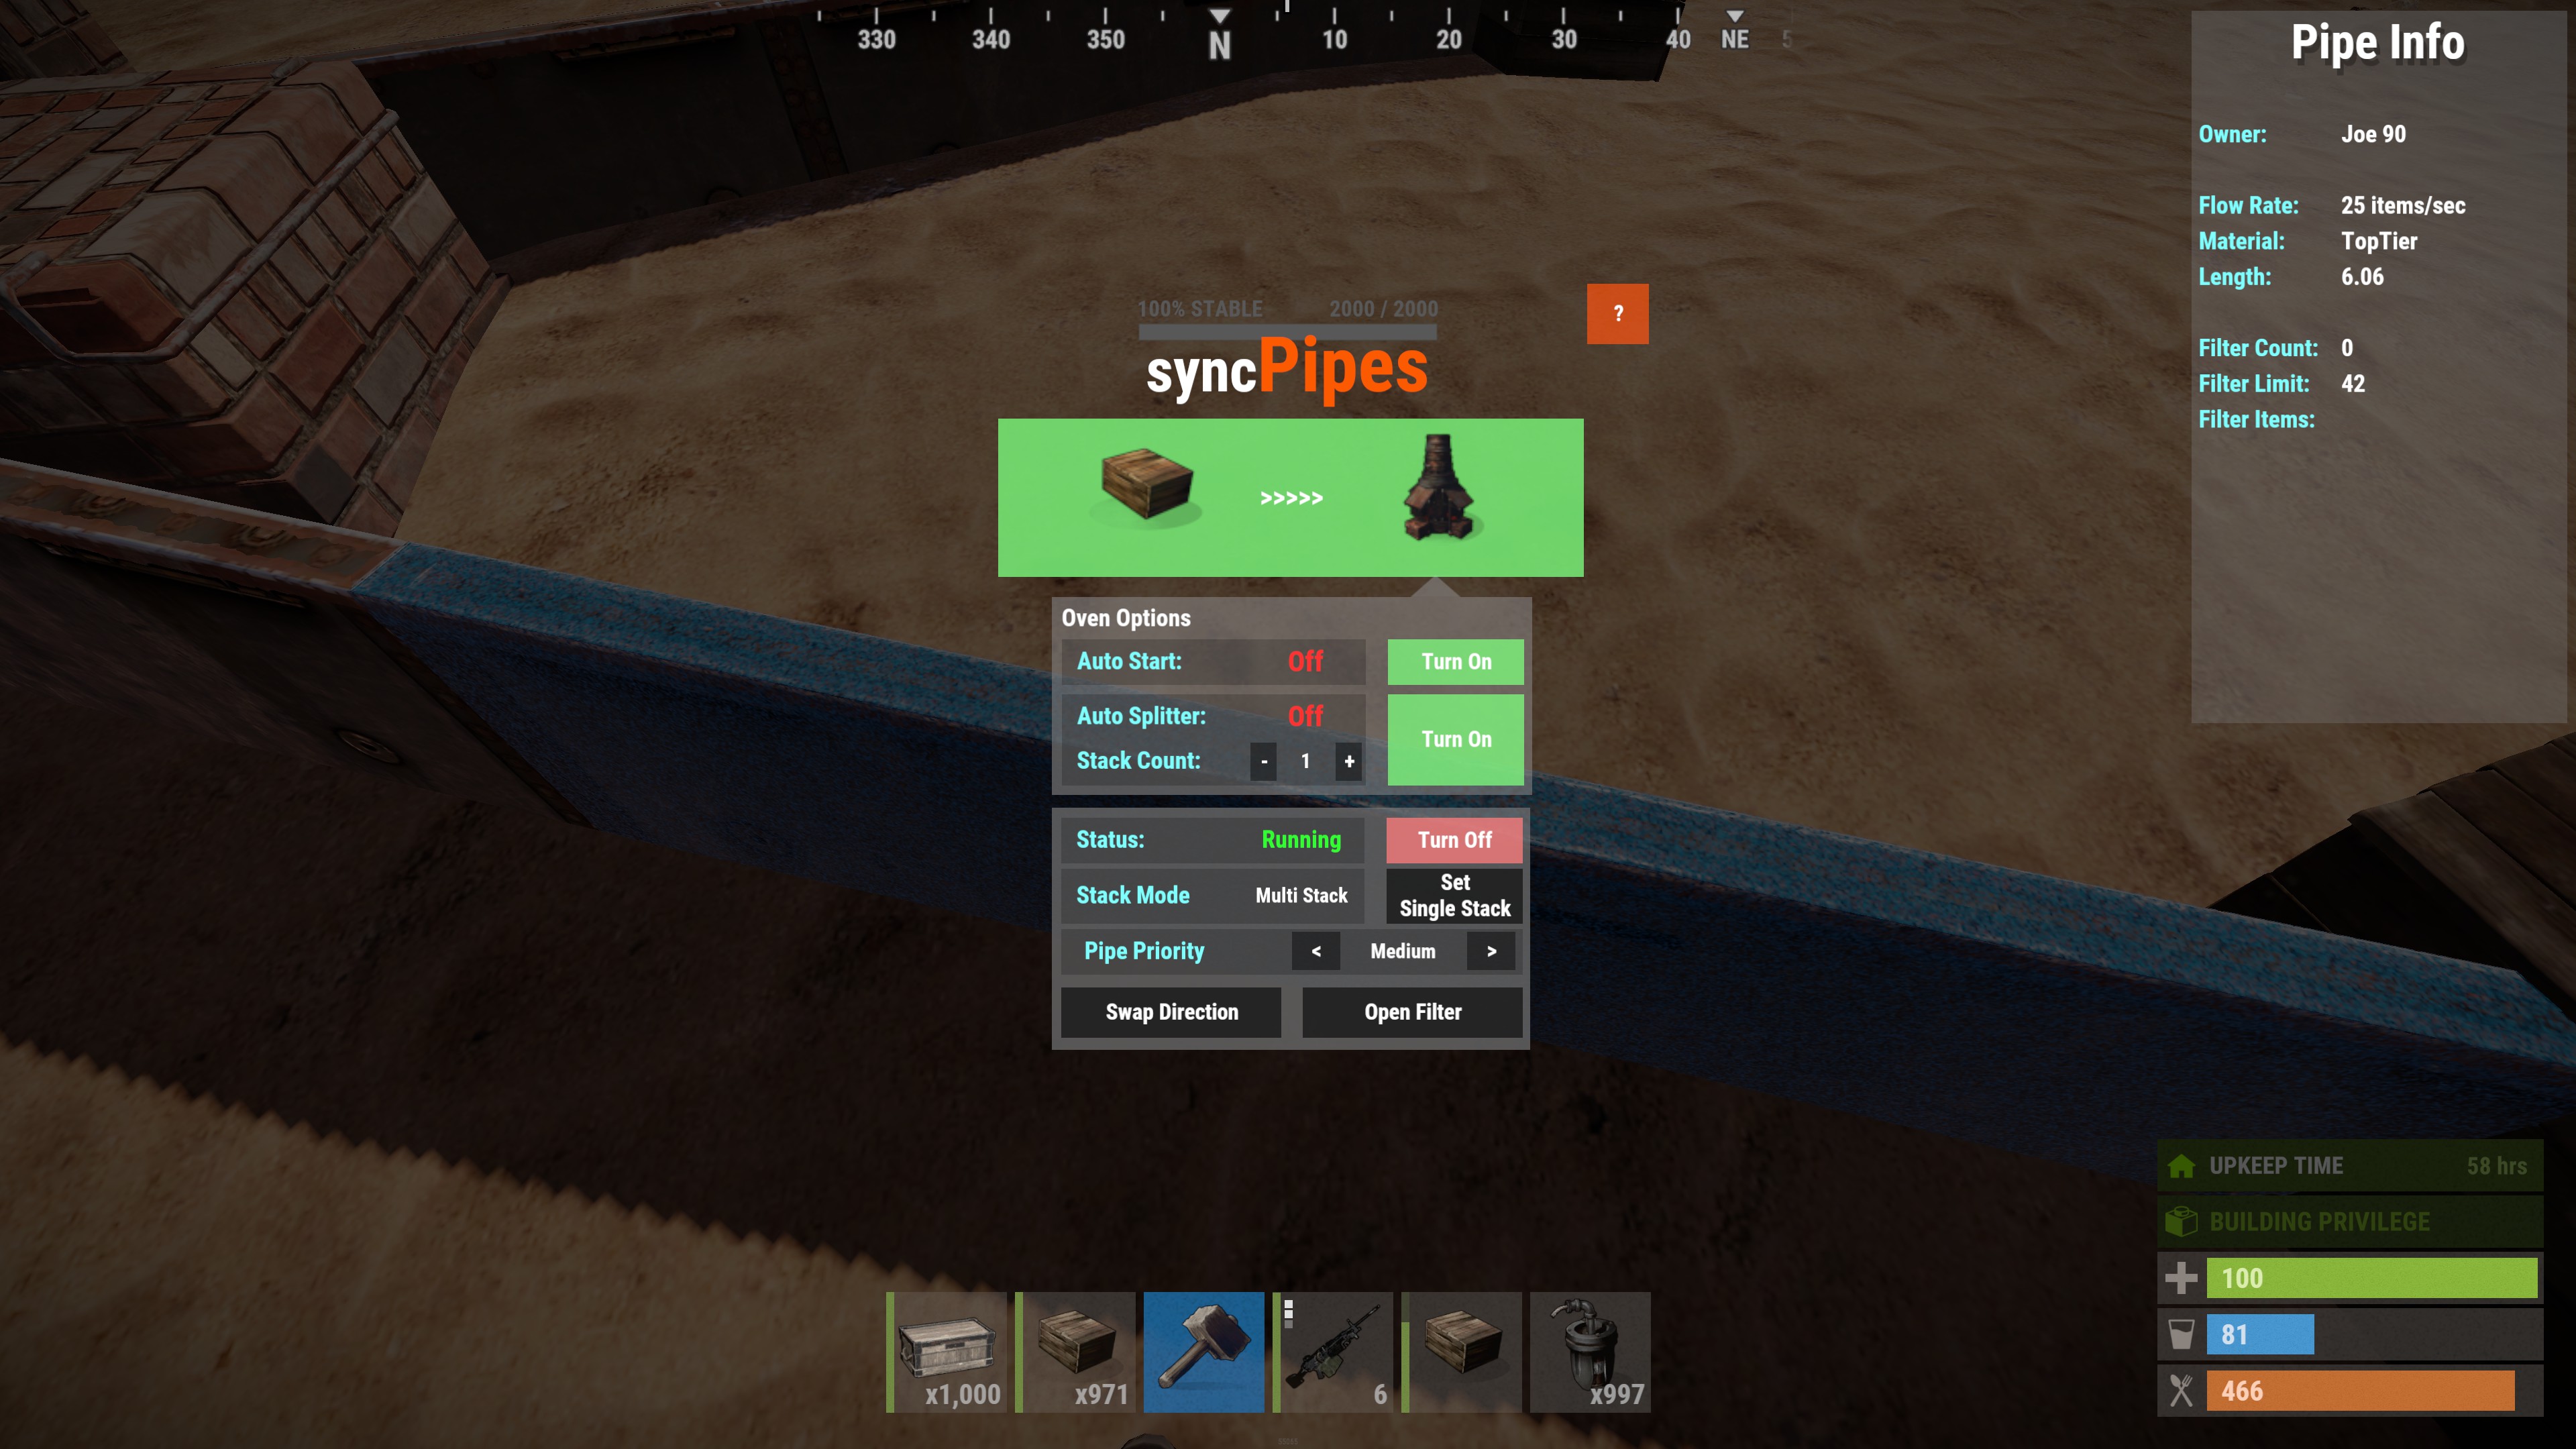 330 340 350 N 10 20 30 40 NE 5
Pipe Info
Owner: Joe 90
Flow Rate: 25 items/sec
Material: TopTier
Length: 6.06
Filter Count: 0
Filter Limit: 42
Filter Items:
100% STABLE 2000 / 2000
?
syncPipes
>>>>>
Oven Options
Auto Start: Off Turn On
Auto Splitter: Off
Turn On
Stack Count: - 1 +
Status: Running Turn Off
Stack Mode Multi Stack Set
Single Stack
Pipe Priority < Medium >
Swap Direction Open Filter
UPKEEP TIME 58 hrs
BUILDING PRIVILEGE
100
81
466
x1,000 x971 6 x997